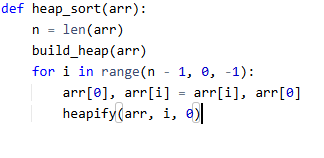 def heap_sort(arr):
    n = len(arr)
    build_heap(arr)
    for i in range(n - 1, 0, -1):
        arr[0], arr[i] = arr[i], arr[0]
        heapify(arr, i, 0)